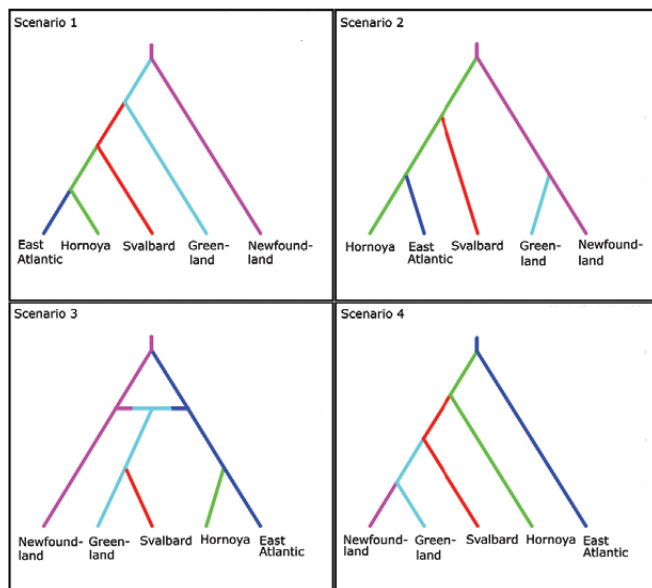 Scenario 1
East
Atlantic
Hornoya
Svalbard
Green-
land
Newfound-
land
Scenario 2
Hornoya
East
Atlantic
Svalbard
Green-
land
Newfound-
land
Scenario 3
Newfound-
land
Green-
land
Svalbard
Hornoya
East
Atlantic
Scenario 4
Newfound-
land
Green-
land
Svalbard
Hornoya
East
Atlantic